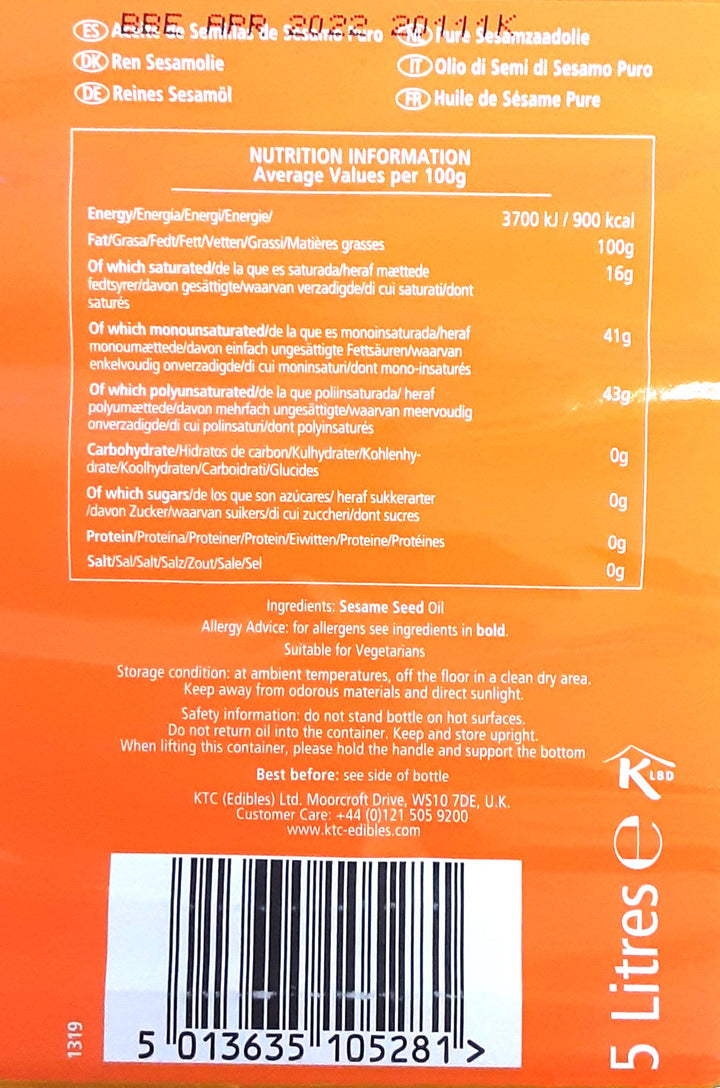 BBE APR 2022 20111K
ES Aceite de Semillas de Sésamo Puro
NL Pure Sesamzaadolie
DK Ren Sesamolie
IT Olio di Semi di Sesamo Puro
DE Reines Sesamöl
FR Huile de Sésame Pure
NUTRITION INFORMATION
Average Values per 100g
Energy/Energia/Energi/Energie/ 3700 kJ / 900 kcal
Fat/Grasa/Fedt/Fett/Vetten/Grassi/Matières grasses 100g
Of which saturated/de la que es saturada/heraf mættede 16g
fedtsyrer/davon gesättigte/waarvan verzadigde/di cui saturati/dont
saturés
Of which monounsaturated/de la que es monoinsaturada/heraf 41g
monoumættede/davon einfach ungesättigte Fettsäuren/waarvan
enkelvoudig onverzadigde/di cui moninsaturi/dont mono-insaturés
Of which polyunsaturated/de la que poliinsaturada/ heraf 43g
polyumættede/davon mehrfach ungesättigte/waarvan meervoudig
onverzadigde/di cui polinsaturi/dont polyinsaturés
Carbohydrate/Hidratos de carbon/Kulhydrater/Kohlenhy- 0g
drate/Koolhydraten/Carboidrati/Glucides
Of which sugars/de los que son azúcares/ heraf sukkerarter 0g
/davon Zucker/waarvan suikers/di cui zuccheri/dont sucres
Protein/Proteína/Proteiner/Protein/Eiwitten/Proteine/Protéines 0g
Salt/Sal/Salt/Salz/Zout/Sale/Sel 0g
Ingredients: Sesame Seed Oil
Allergy Advice: for allergens see ingredients in bold.
Suitable for Vegetarians
Storage condition: at ambient temperatures, off the floor in a clean dry area.
Keep away from odorous materials and direct sunlight.
Safety information: do not stand bottle on hot surfaces.
Do not return oil into the container. Keep and store upright.
When lifting this container, please hold the handle and support the bottom
Best before: see side of bottle
KTC (Edibles) Ltd. Moorcroft Drive, WS10 7DE, U.K.
Customer Care: +44 (0)121 505 9200
www.ktc-edibles.com
K LBD
5 Litres e
1319
5 013635 105281 >